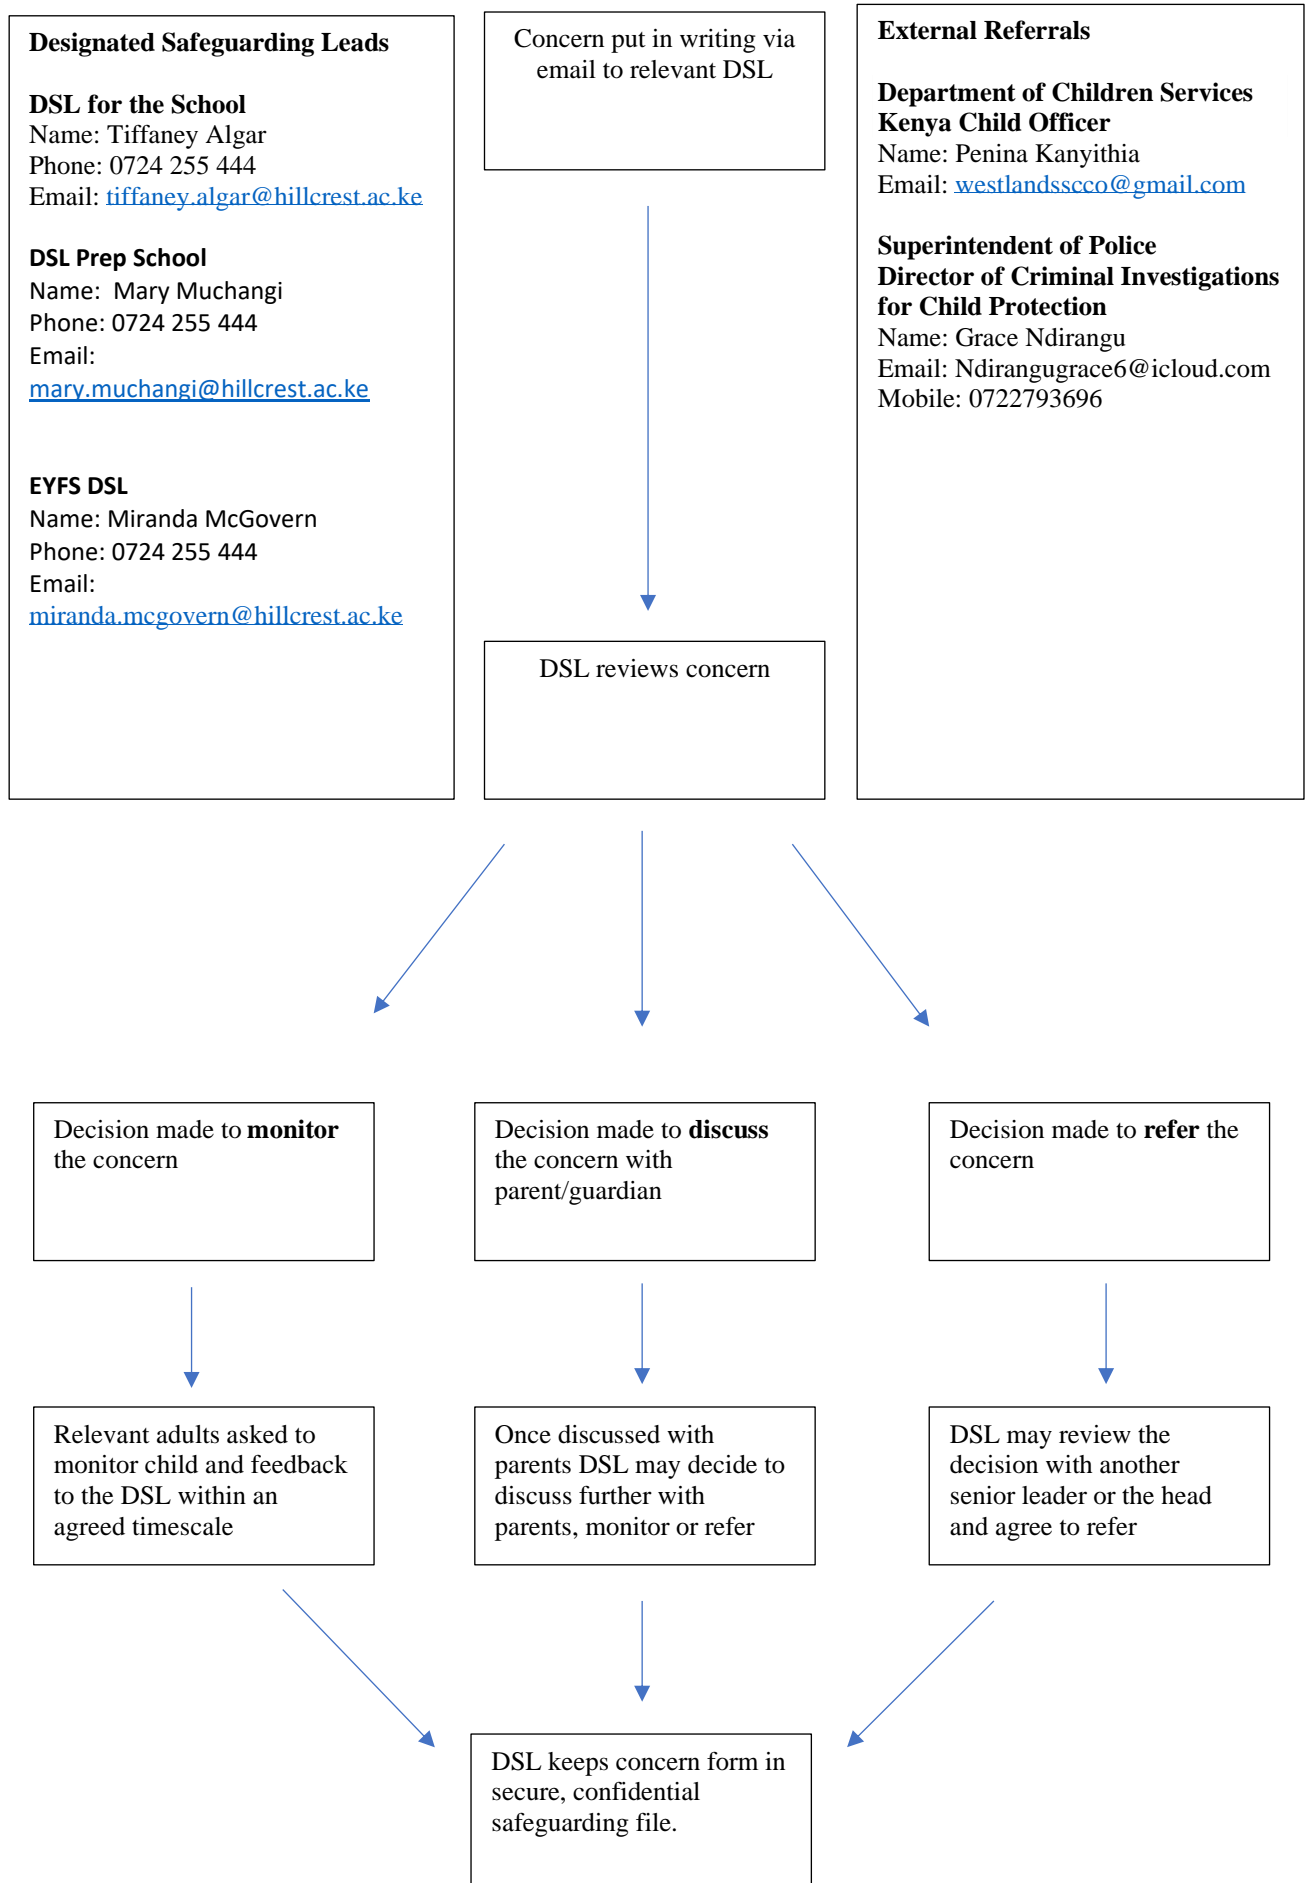 Designated Safeguarding Leads
DSL for the School
Name: Tiffaney Algar
Phone: 0724 255 444
Email: tiffaney.algar@hillcrest.ac.ke
DSL Prep School
Name:  Mary Muchangi
Phone: 0724 255 444
Email:
mary.muchangi@hillcrest.ac.ke
EYFS DSL
Name: Miranda McGovern
Phone: 0724 255 444
Email:
miranda.mcgovern@hillcrest.ac.ke
Concern put in writing via
email to relevant DSL
External Referrals
Department of Children Services
Kenya Child Officer
Name: Penina Kanyithia
Email: westlandsscco@gmail.com
Superintendent of Police
Director of Criminal Investigations
for Child Protection
Name: Grace Ndirangu
Email: Ndirangugrace6@icloud.com
Mobile: 0722793696
DSL reviews concern
Decision made to monitor
the concern
Decision made to discuss
the concern with
parent/guardian
Decision made to refer the
concern
Relevant adults asked to
monitor child and feedback
to the DSL within an
agreed timescale
Once discussed with
parents DSL may decide to
discuss further with
parents, monitor or refer
DSL may review the
decision with another
senior leader or the head
and agree to refer
DSL keeps concern form in
secure, confidential
safeguarding file.